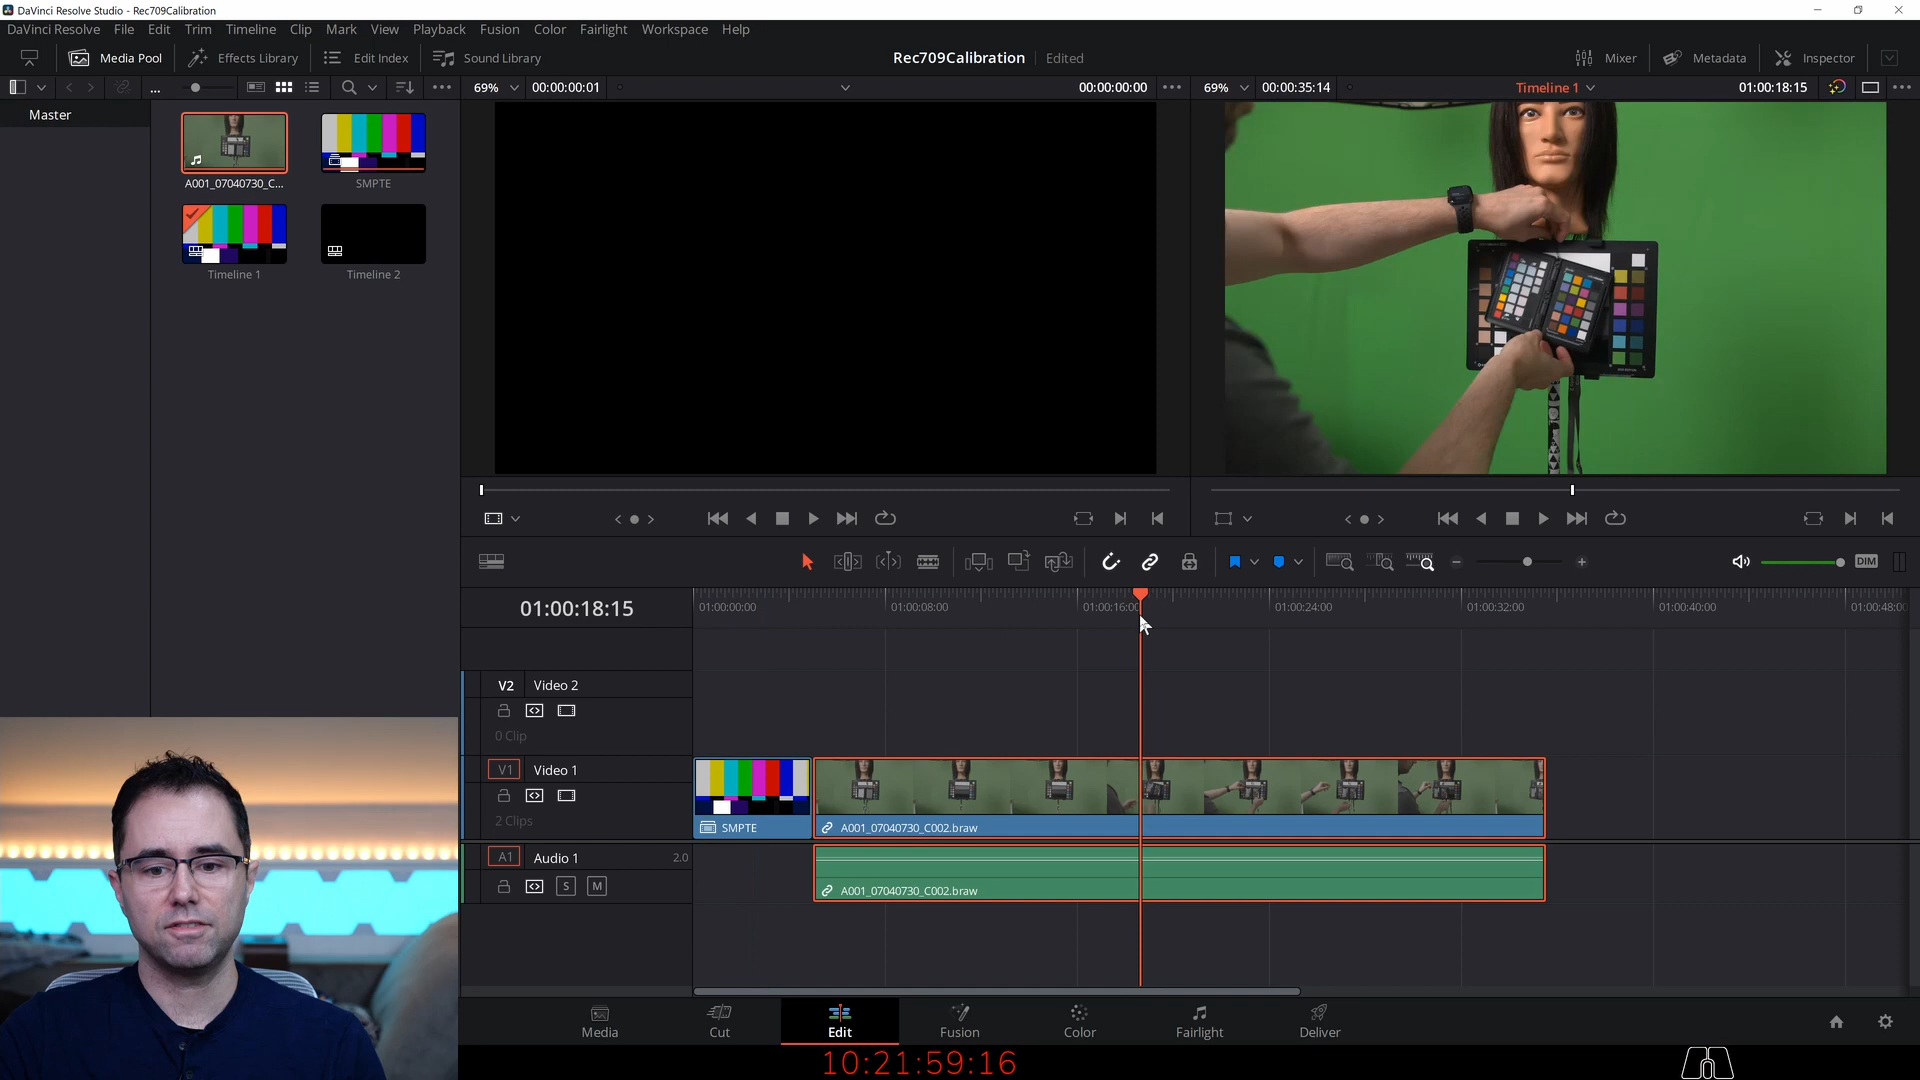 DaVinci Resolve Studio - Rec709Calibration
DaVinci Resolve File Edit Trim Timeline Clip Mark View Playback Fusion Color Fairlight Workspace Help
Media Pool Effects Library Edit Index Sound Library Rec709Calibration Edited Mixer Metadata Inspector
69% 00:00:00:01 00:00:00:00 69% 00:00:35:14 Timeline 1 01:00:18:15
Master
A001_07040730_C... SMPTE
Timeline 1 Timeline 2
DIM
01:00:18:15 01:00:00:00 01:00:08:00 01:00:16:00 01:00:24:00 01:00:32:00 01:00:40:00 01:00:48:00
V2 Video 2
0 Clip
V1 Video 1
2 Clips
SMPTE A001_07040730_C002.braw
A1 Audio 1 2.0
S M A001_07040730_C002.braw
Media Cut Edit Fusion Color Fairlight Deliver
10:21:59:16